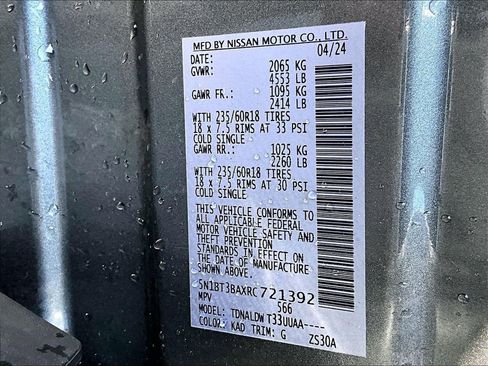 MFD BY NISSAN MOTOR CO., LTD.
DATE: 04/24
GVWR: 2065 KG
4553 LB
GAWR FR.: 1095 KG
2414 LB
WITH 235/60R18 TIRES
18 x 7.5 RIMS AT 33 PSI
COLD SINGLE
GAWR RR.: 1025 KG
2260 LB
WITH 235/60R18 TIRES
18 x 7.5 RIMS AT 30 PSI
COLD SINGLE
THIS VEHICLE CONFORMS TO
ALL APPLICABLE FEDERAL
MOTOR VEHICLE SAFETY AND
THEFT PREVENTION
STANDARDS IN EFFECT ON
THE DATE OF MANUFACTURE
SHOWN ABOVE.
5N1BT3BAXRC721392
MPV 566
MODEL: TDNALDW T33UUA----
COLOR: KAD TRIM: G ZS30A